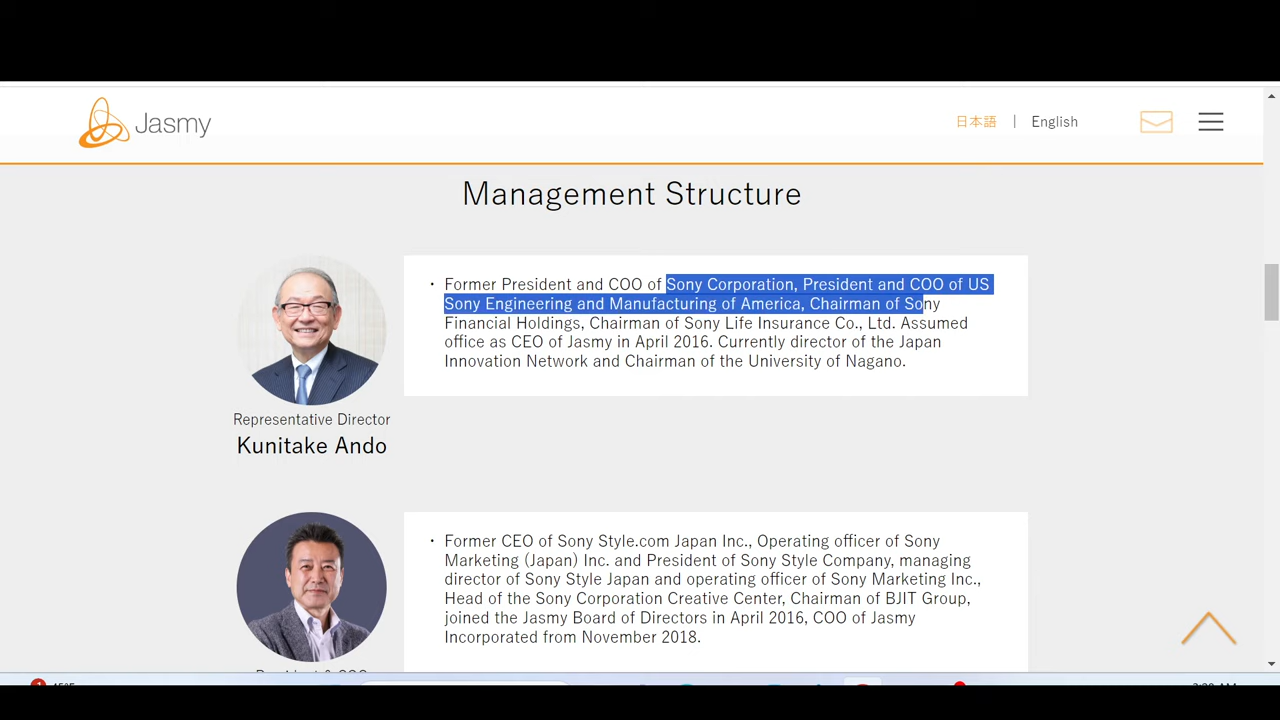 Jasmy
日本語 | English
Management Structure
・ Former President and COO of Sony Corporation, President and COO of US
Sony Engineering and Manufacturing of America, Chairman of Sony
Financial Holdings, Chairman of Sony Life Insurance Co., Ltd. Assumed
office as CEO of Jasmy in April 2016. Currently director of the Japan
Innovation Network and Chairman of the University of Nagano.
Representative Director
Kunitake Ando
・ Former CEO of Sony Style.com Japan Inc., Operating officer of Sony
Marketing (Japan) Inc. and President of Sony Style Company, managing
director of Sony Style Japan and operating officer of Sony Marketing Inc.,
Head of the Sony Corporation Creative Center, Chairman of BJIT Group,
joined the Jasmy Board of Directors in April 2016, COO of Jasmy
Incorporated from November 2018.